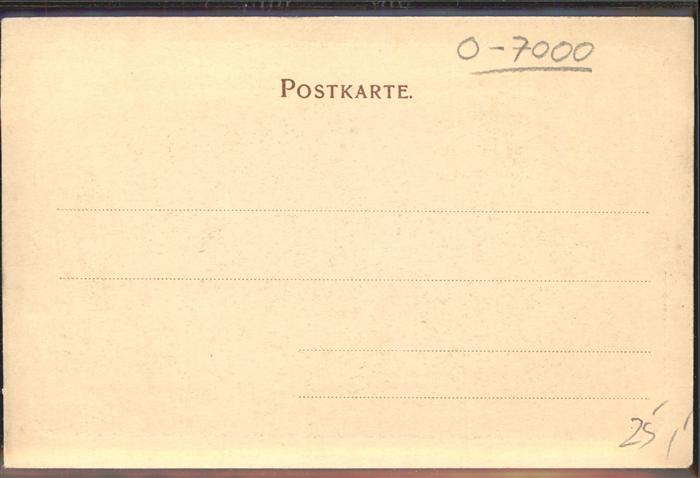 O-7000
POSTKARTE.
25,